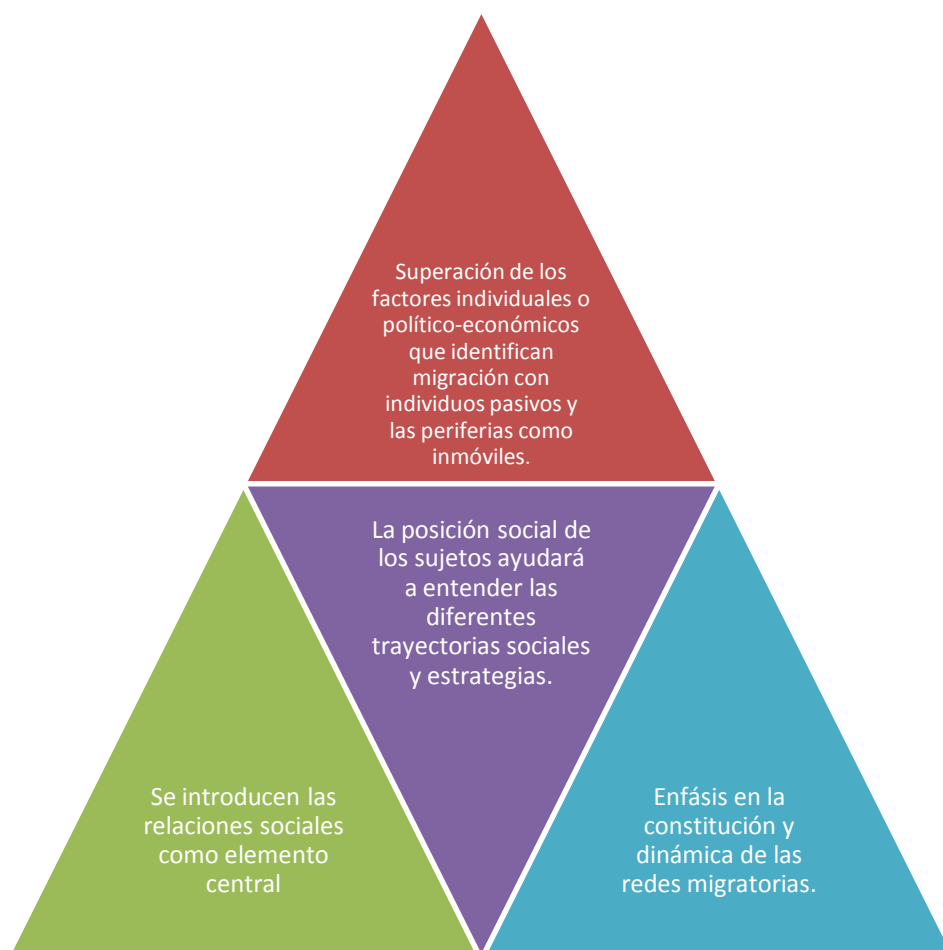 Superación de los
factores individuales o
político-económicos
que identifican
migración con
individuos pasivos y
las periferias como
inmóviles.
La posición social de
los sujetos ayudará
a entender las
diferentes
trayectorias sociales
y estrategias.
Se introducen las
relaciones sociales
como elemento
central
Enfásis en la
constitución y
dinámica de las
redes migratorias.